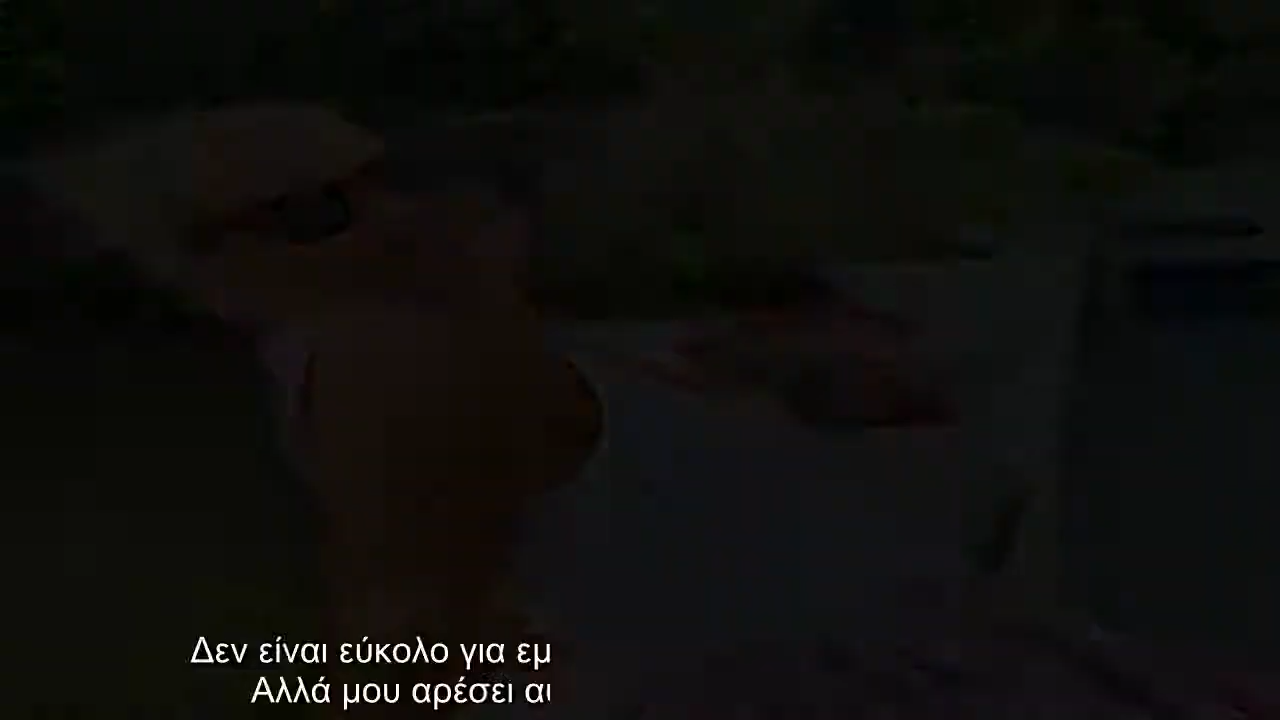 Δεν είναι εύκολο για εμ
Αλλά μου αρέσει αι